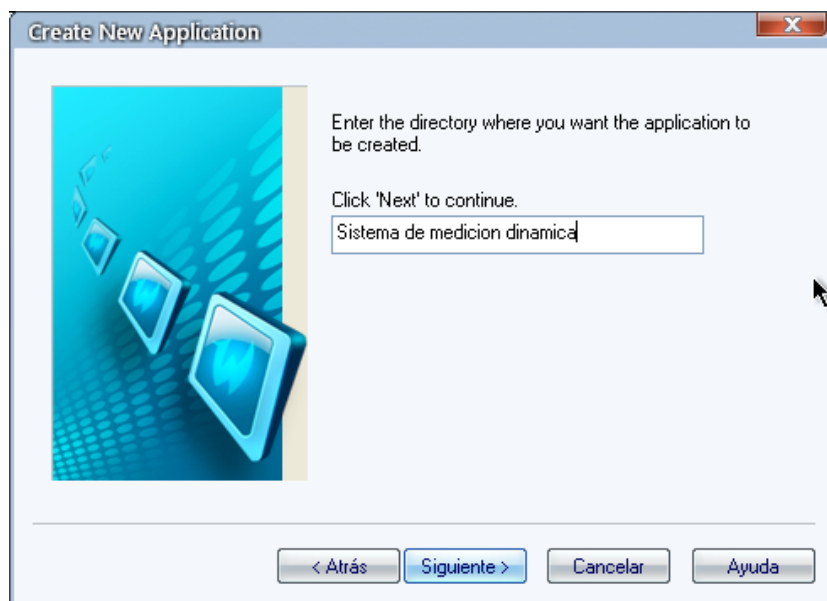 Create New Application
Enter the directory where you want the application to
be created.
Click 'Next' to continue.
Sistema de medicion dinamica
< Atrás
Siguiente >
Cancelar
Ayuda